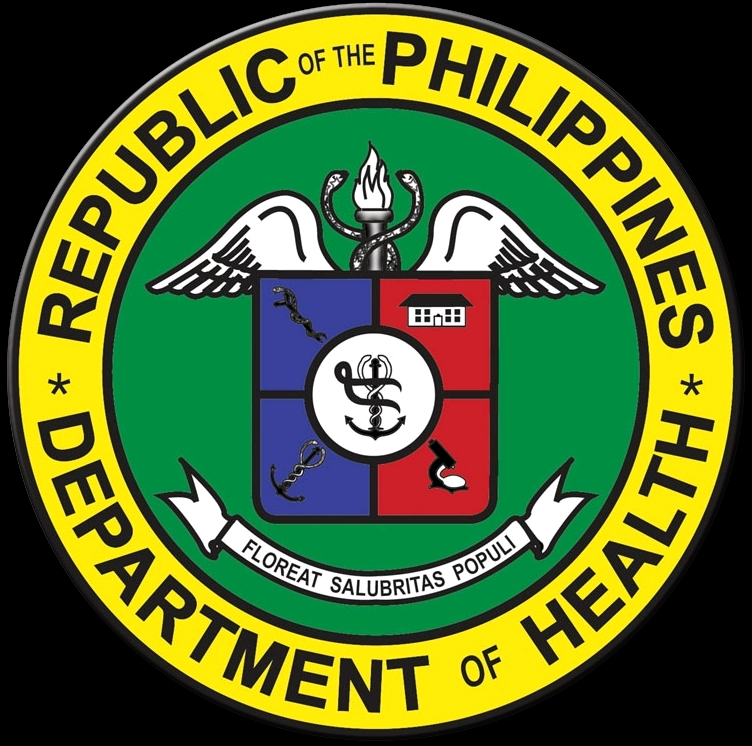 REPUBLIC OF THE PHILIPPINES
* DEPARTMENT OF HEALTH *
FLOREAT SALUBRITAS POPULI